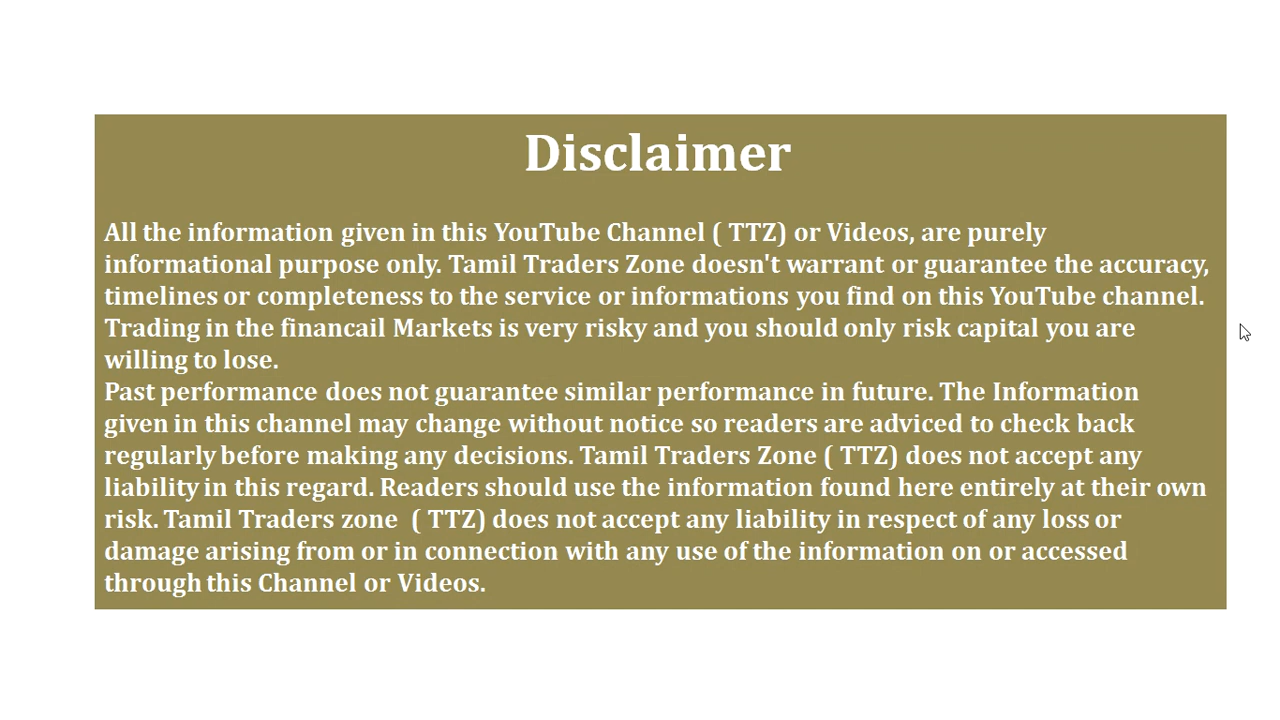 Disclaimer
All the information given in this YouTube Channel ( TTZ) or Videos, are purely
informational purpose only. Tamil Traders Zone doesn't warrant or guarantee the accuracy,
timelines or completeness to the service or informations you find on this YouTube channel.
Trading in the financail Markets is very risky and you should only risk capital you are
willing to lose.
Past performance does not guarantee similar performance in future. The Information
given in this channel may change without notice so readers are adviced to check back
regularly before making any decisions. Tamil Traders Zone ( TTZ) does not accept any
liability in this regard. Readers should use the information found here entirely at their own
risk. Tamil Traders zone  ( TTZ) does not accept any liability in respect of any loss or
damage arising from or in connection with any use of the information on or accessed
through this Channel or Videos.